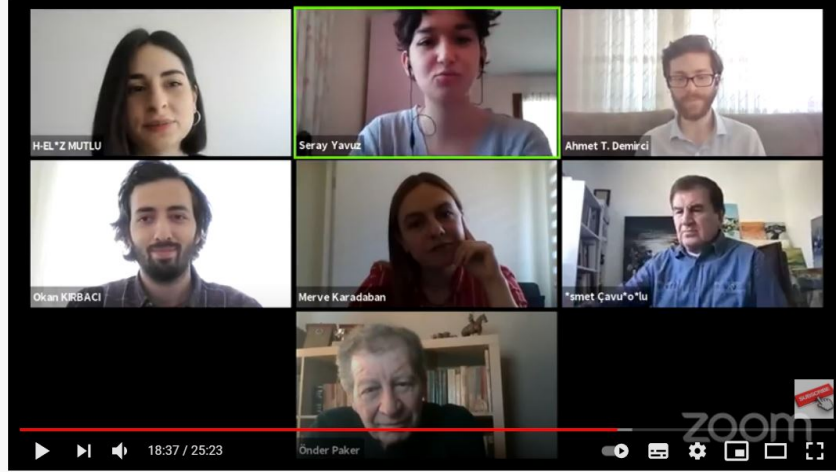 H-EL*Z MUTLU
Seray Yavuz
Ahmet T. Demirci
Okan KIRBACI
Merve Karadaban
*smet Çavu*o*lu
Önder Paker
SUBSCRIBE
zoom
18:37 / 25:23